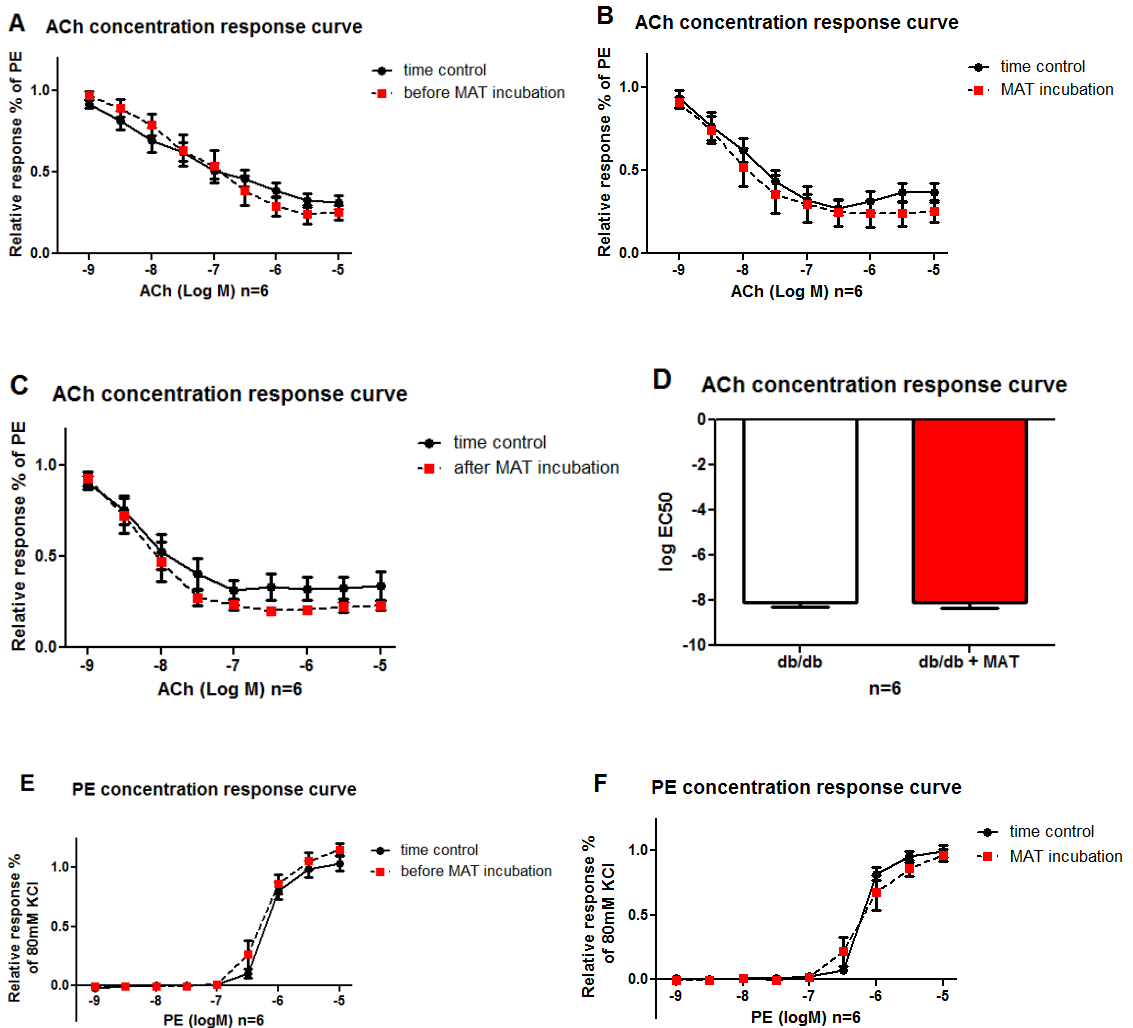 A ACh concentration response curve
time control
before MAT incubation
Relative response % of PE
1.0
0.5
0.0
-9 -8 -7 -6 -5
ACh (Log M) n=6
B ACh concentration response curve
time control
MAT incubation
Relative response % of PE
1.0
0.5
0.0
-9 -8 -7 -6 -5
ACh (Log M) n=6
C ACh concentration response curve
time control
after MAT incubation
Relative response % of PE
1.0
0.5
0.0
-9 -8 -7 -6 -5
ACh (Log M) n=6
D ACh concentration response curve
log EC50
0
-2
-4
-6
-8
-10
db/db db/db + MAT
n=6
E PE concentration response curve
time control
before MAT incubation
Relative response %
of 80mM KCl
1.0
0.5
0.0
-9 -8 -7 -6 -5
PE (logM) n=6
F PE concentration response curve
time control
MAT incubation
Relative response %
of 80mM KCl
1.0
0.5
0.0
-9 -8 -7 -6 -5
PE (logM) n=6